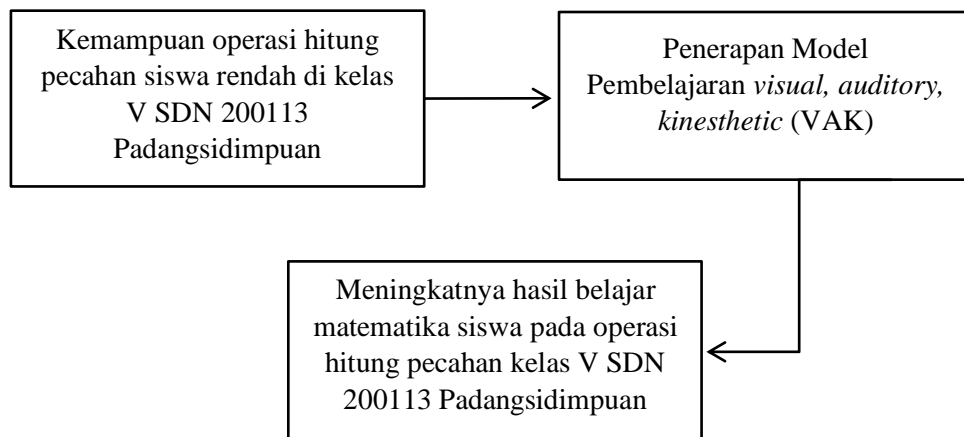 Kemampuan operasi hitung
pecahan siswa rendah di kelas
V SDN 200113
Padangsidimpuan
Penerapan Model
Pembelajaran visual, auditory,
kinesthetic (VAK)
Meningkatnya hasil belajar
matematika siswa pada operasi
hitung pecahan kelas V SDN
200113 Padangsidimpuan